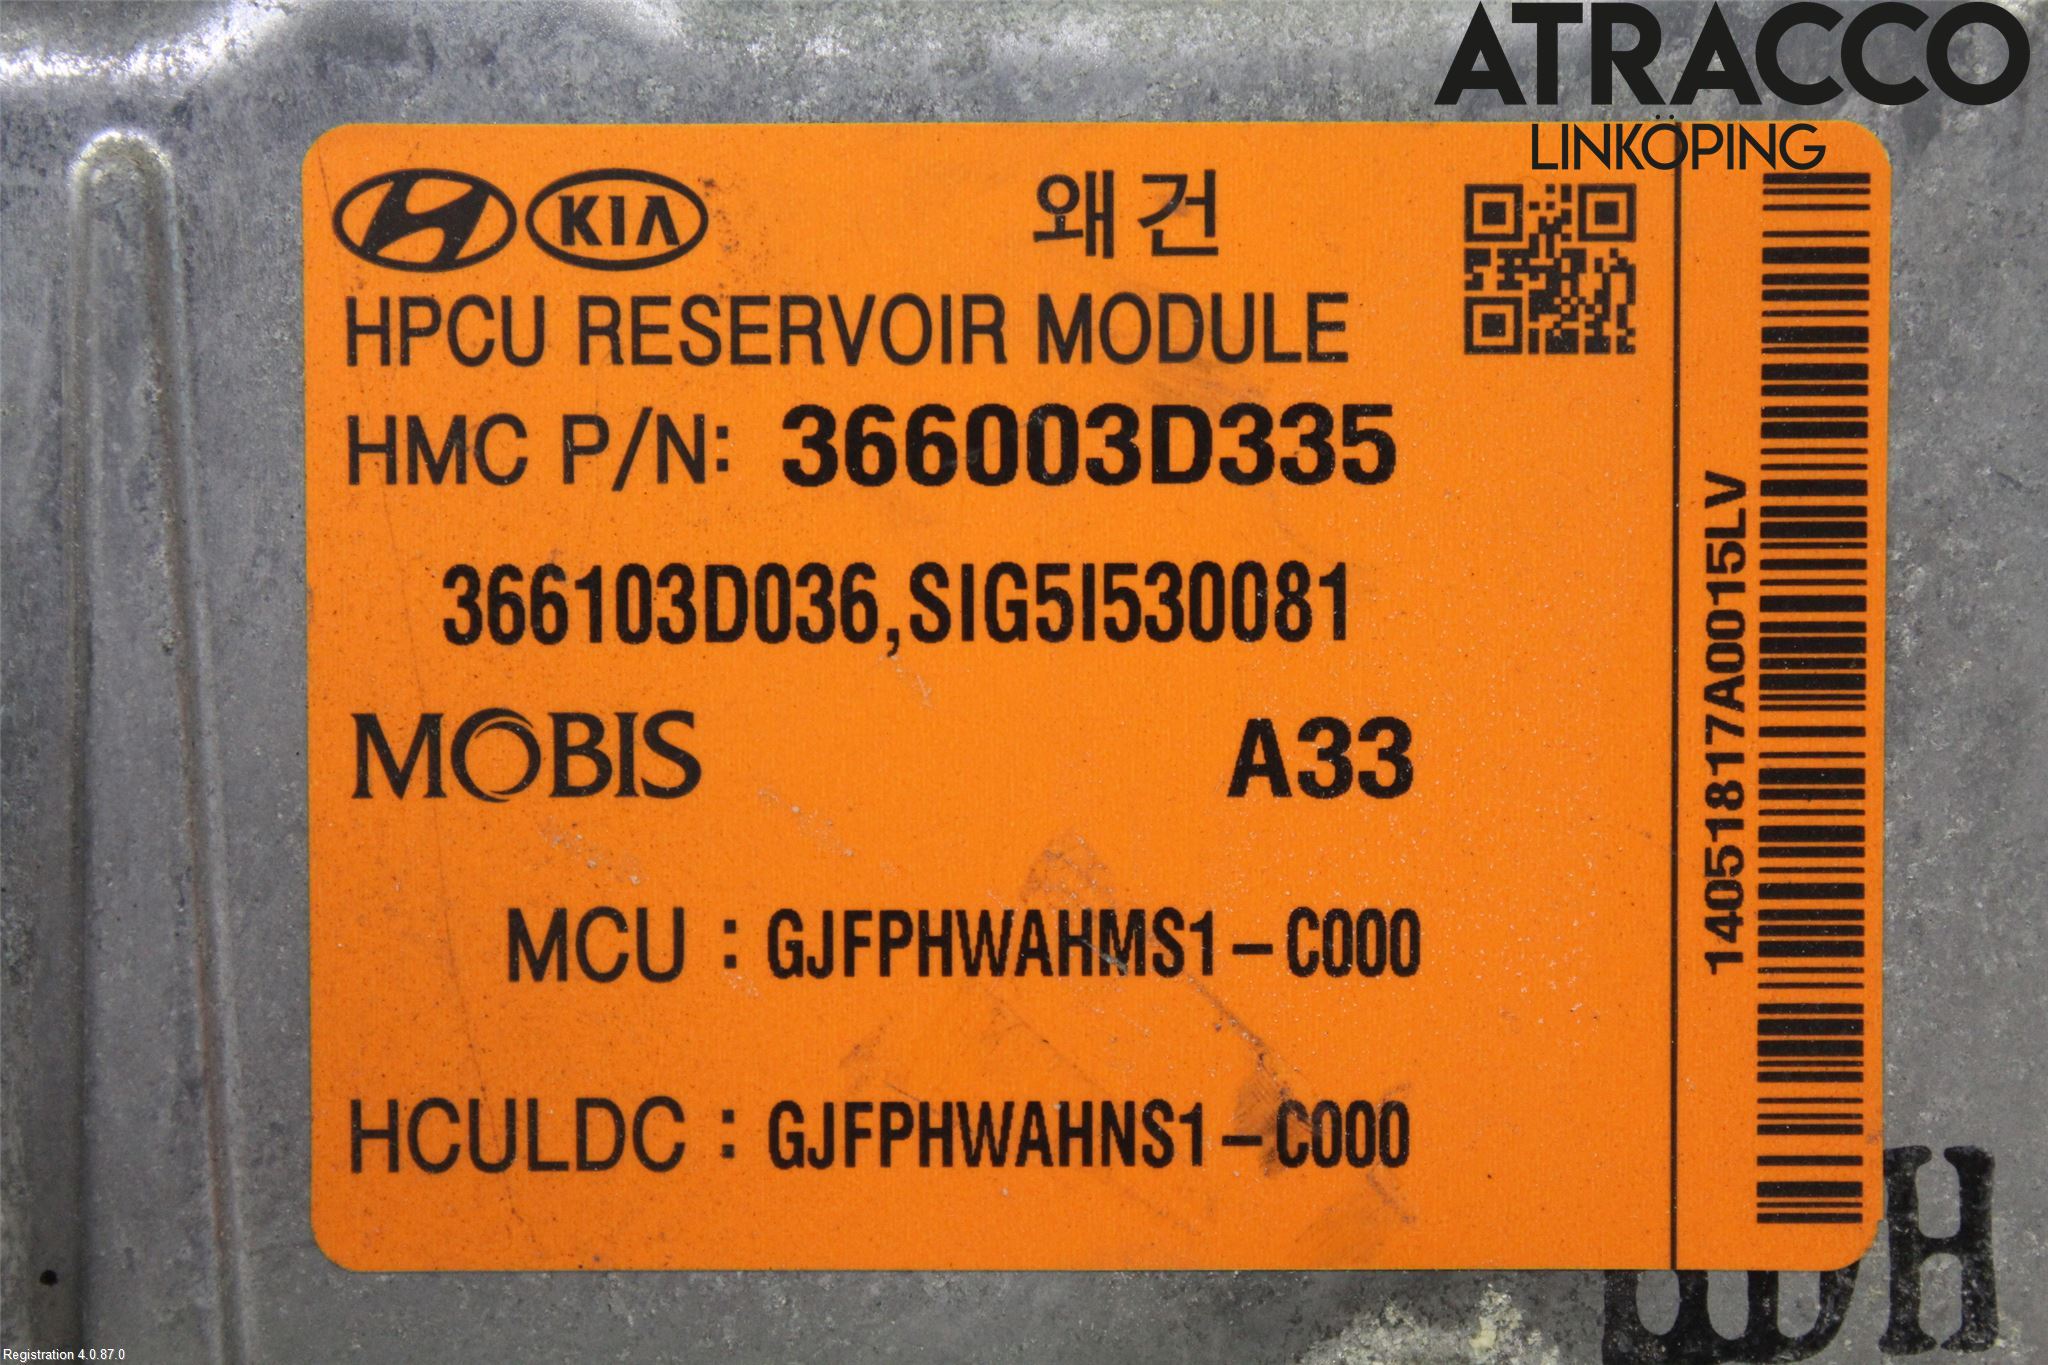 ATRACCO
LINKÖPING
KIA
왜건
HPCU RESERVOIR MODULE
HMC P/N: 366003D335
366103D036,SIG5I530081
MOBIS A33
MCU : GJFPHWAHMS1-C000
HCULDC : GJFPHWAHNS1-C000
14051817A0015LV
Registration 4.0.87.0